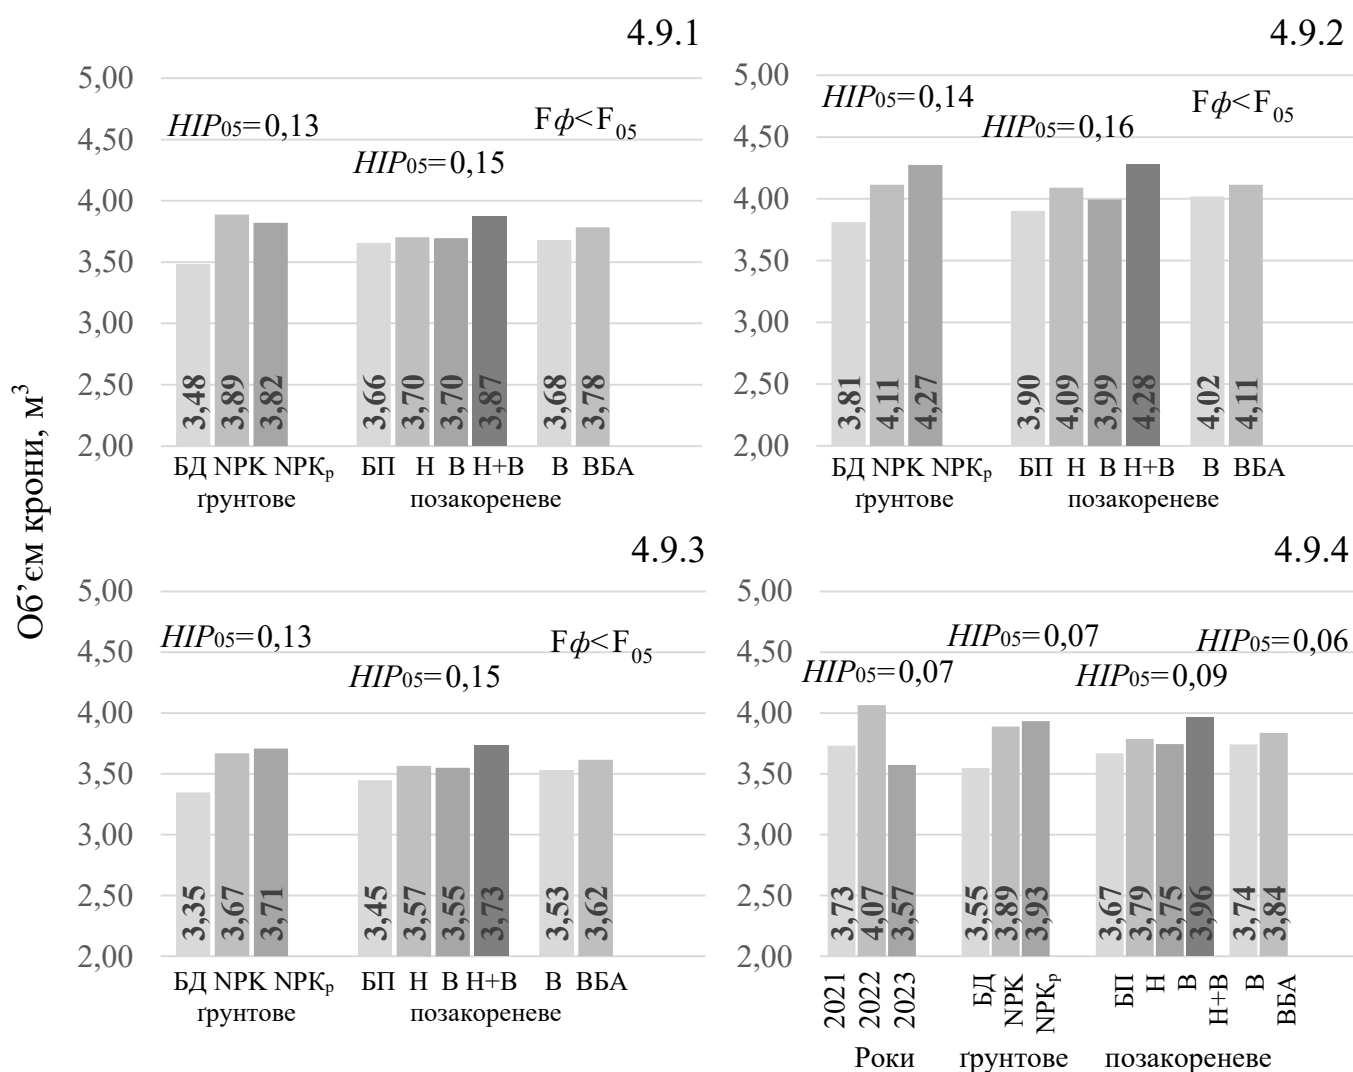 Об’єм крони, м³
4.9.1
5,00
4,50
4,00
3,50
3,00
2,50
2,00
НІР₀₅=0,13
НІР₀₅=0,15
Fф<F₀₅
3,48 3,89 3,82 3,66 3,70 3,70 3,87 3,68 3,78
БД NPK NPKр БП Н В Н+В В ВБА
ґрунтове позакореневе
4.9.2
5,00
4,50
4,00
3,50
3,00
2,50
2,00
НІР₀₅=0,14
НІР₀₅=0,16
Fф<F₀₅
3,81 4,11 4,27 3,90 4,09 3,99 4,28 4,02 4,11
БД NPK NPKр БП Н В Н+В В ВБА
ґрунтове позакореневе
4.9.3
5,00
4,50
4,00
3,50
3,00
2,50
2,00
НІР₀₅=0,13
НІР₀₅=0,15
Fф<F₀₅
3,35 3,67 3,71 3,45 3,57 3,55 3,73 3,53 3,62
БД NPK NPKр БП Н В Н+В В ВБА
ґрунтове позакореневе
4.9.4
5,00
4,50
4,00
3,50
3,00
2,50
2,00
НІР₀₅=0,07
НІР₀₅=0,07
НІР₀₅=0,09
НІР₀₅=0,06
3,73 4,07 3,57 3,55 3,89 3,93 3,67 3,79 3,75 3,96 3,74 3,84
2021 2022 2023 БД NPK NPKр БП Н В Н+В В ВБА
Роки ґрунтове позакореневе